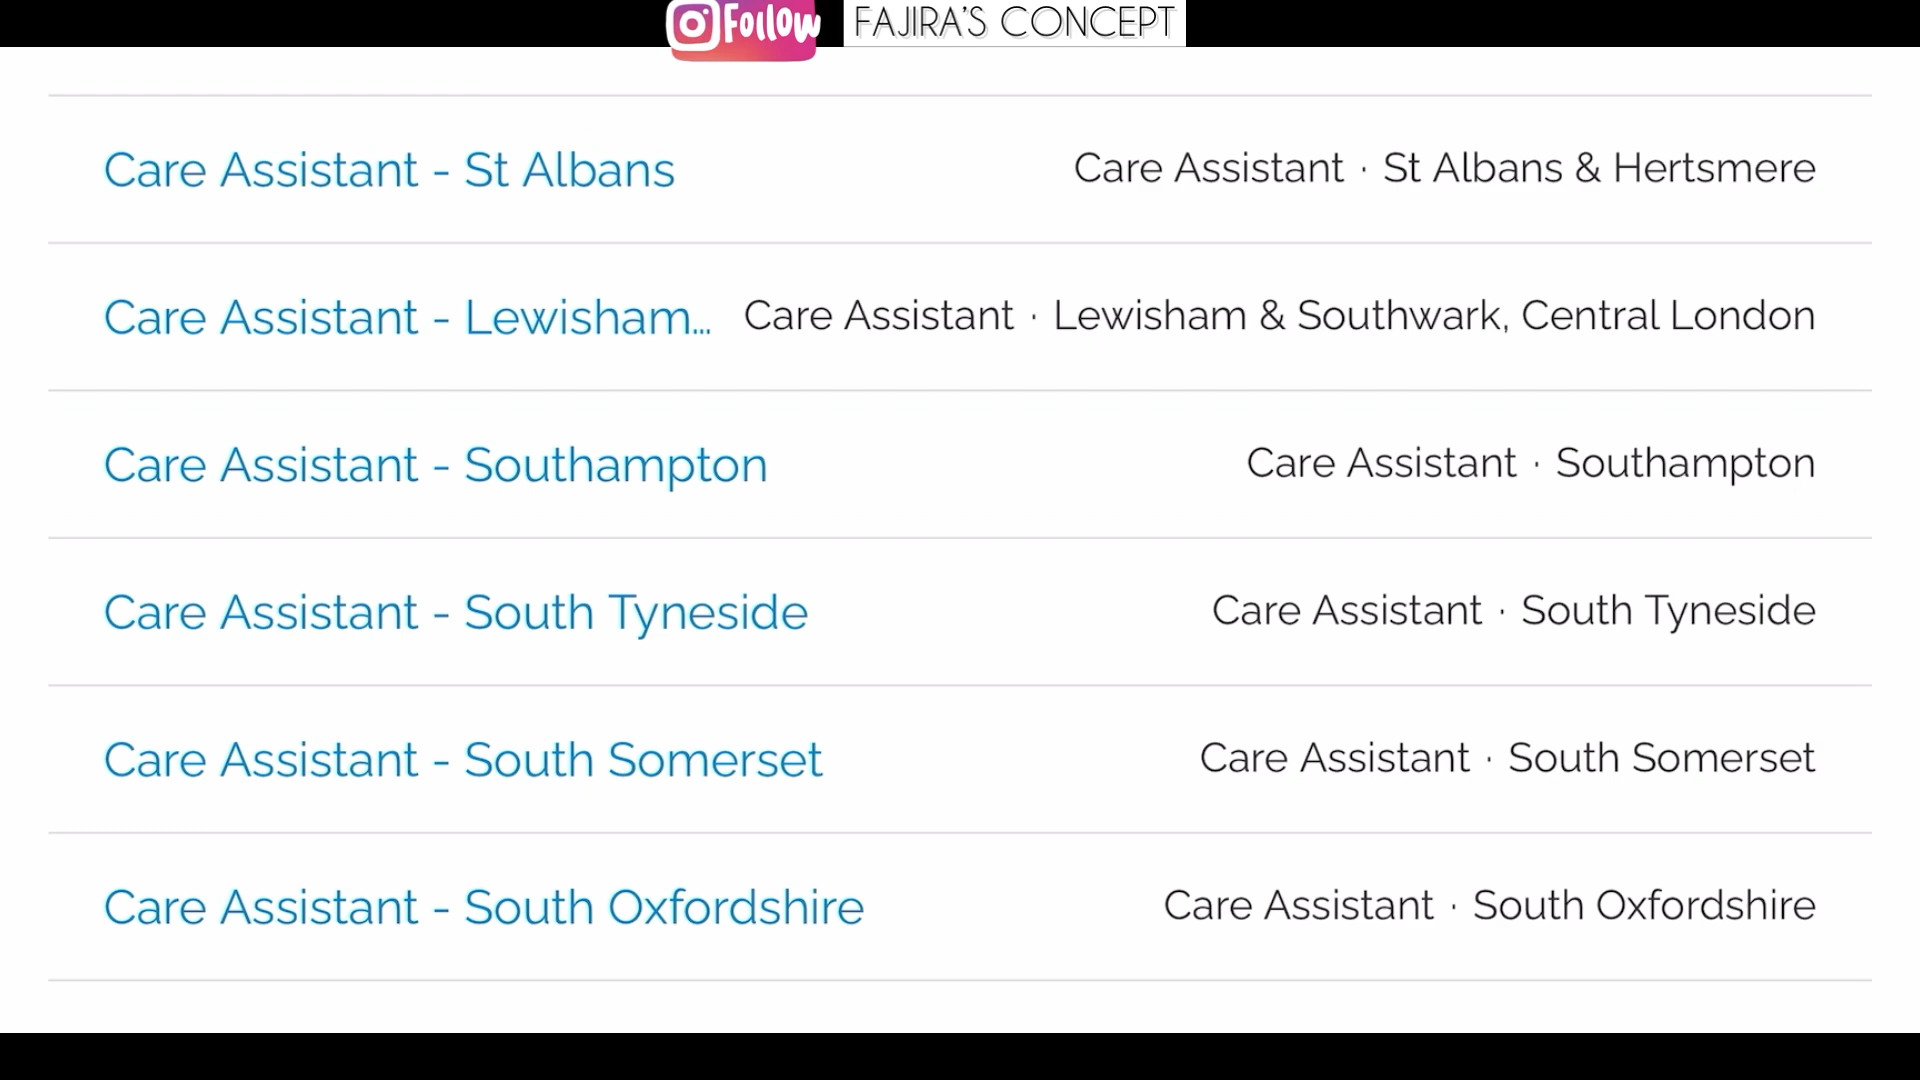 Follow FAJIRA'S CONCEPT
Care Assistant - St Albans Care Assistant · St Albans & Hertsmere
Care Assistant - Lewisham... Care Assistant · Lewisham & Southwark, Central London
Care Assistant - Southampton Care Assistant · Southampton
Care Assistant - South Tyneside Care Assistant · South Tyneside
Care Assistant - South Somerset Care Assistant · South Somerset
Care Assistant - South Oxfordshire Care Assistant · South Oxfordshire